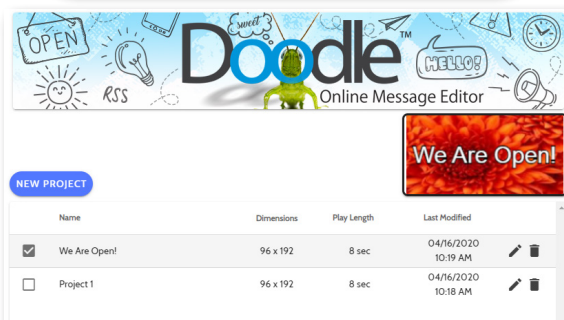 OPEN
sweet
Doodle™
HELLO!
RSS
Online Message Editor
We Are Open!
NEW PROJECT
Name Dimensions Play Length Last Modified
We Are Open! 96 x 192 8 sec 04/16/2020
10:19 AM
Project 1 96 x 192 8 sec 04/16/2020
10:18 AM